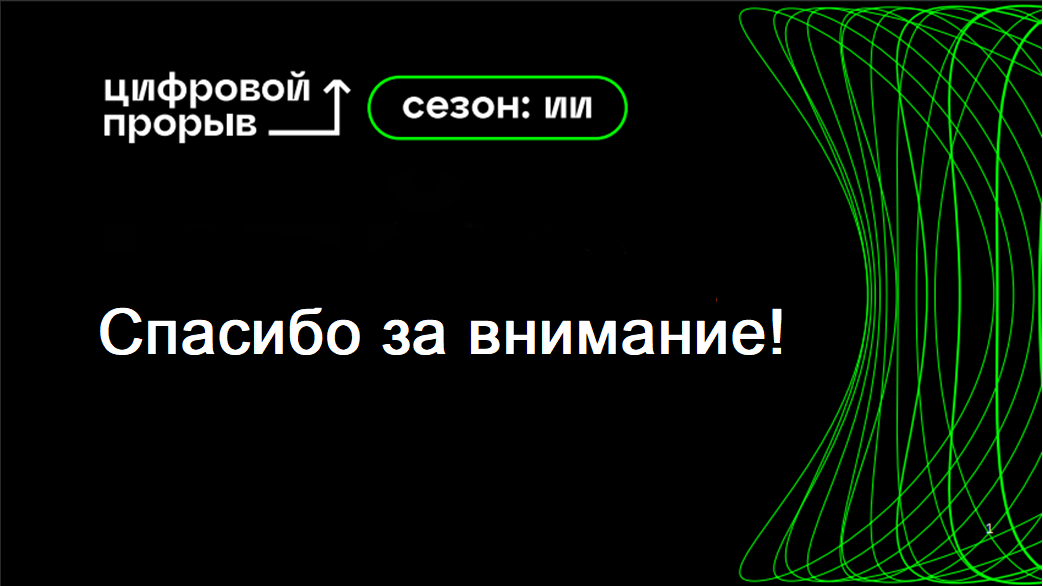 цифровой
прорыв
сезон: ии
Спасибо за внимание!
1